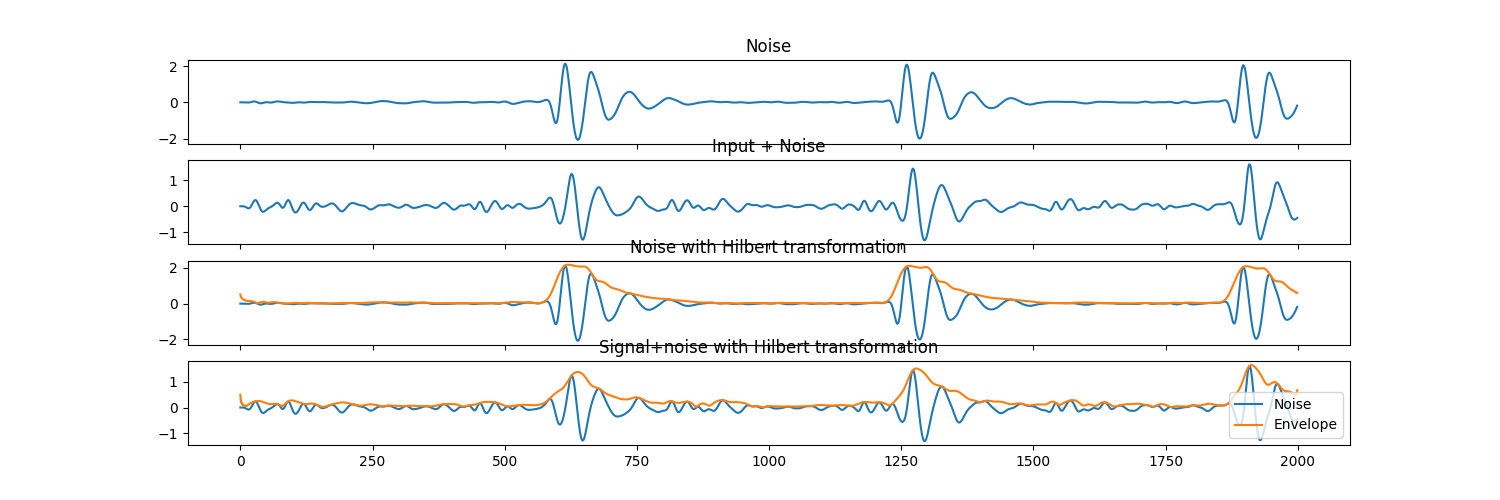 Noise
2
0
−2
Input + Noise
1
0
−1
Noise with Hilbert transformation
2
0
−2
Signal+noise with Hilbert transformation
1
0
−1
Noise
Envelope
0 250 500 750 1000 1250 1500 1750 2000